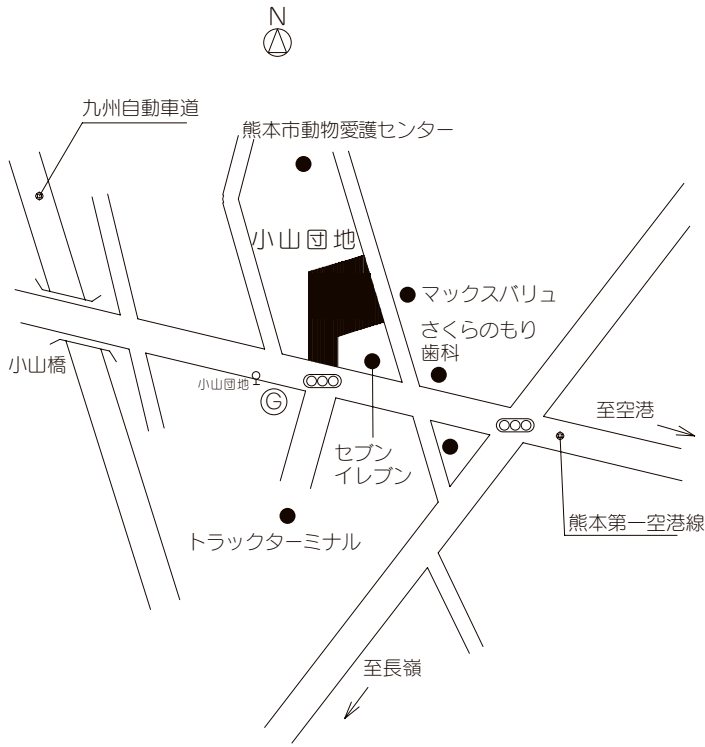 N
九州自動車道
熊本市動物愛護センター
小山団地
マックスバリュ
さくらのもり
歯科
小山橋
小山団地
G
至空港
セブン
イレブン
熊本第一空港線
トラックターミナル
至長嶺